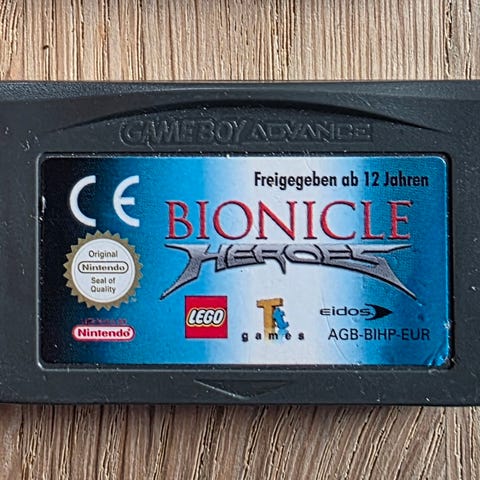 GAME BOY ADVANCE
CE
Freigegeben ab 12 Jahren
BIONICLE
HEROES
Original
Nintendo
Seal of
Quality
Nintendo
LEGO
Tt
games
eidos
AGB-BIHP-EUR